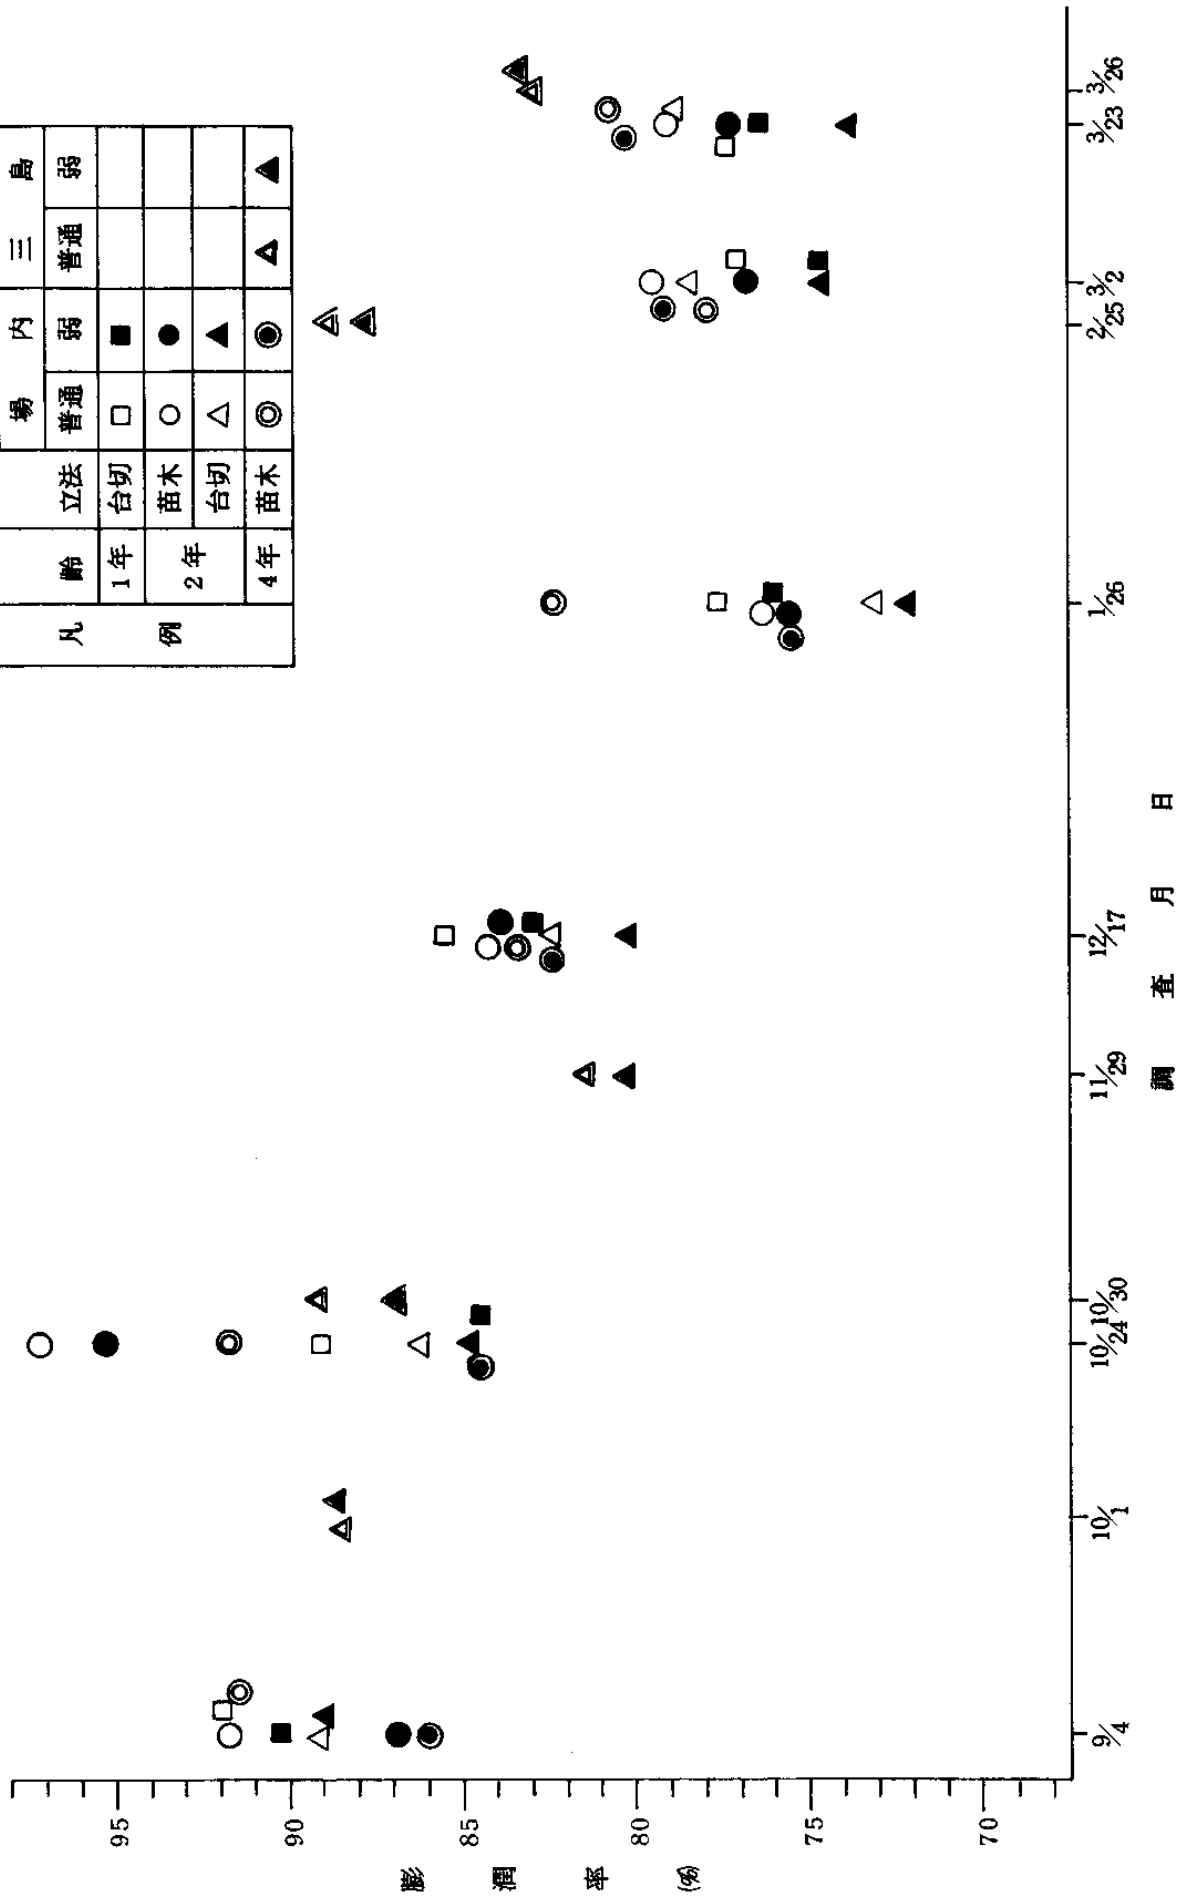 凡例 齢 立法 場内 三島
普通 弱 普通 弱
1年 台切 □ ■
2年 苗木 ○ ●
台切 △ ▲
4年 苗木 ◎
95
90
85
80
75
70
膨潤率 (%)
9/4 10/1 10/24 10/30 11/29 12/17 1/26 2/25 3/2 3/23 3/26
調査月日